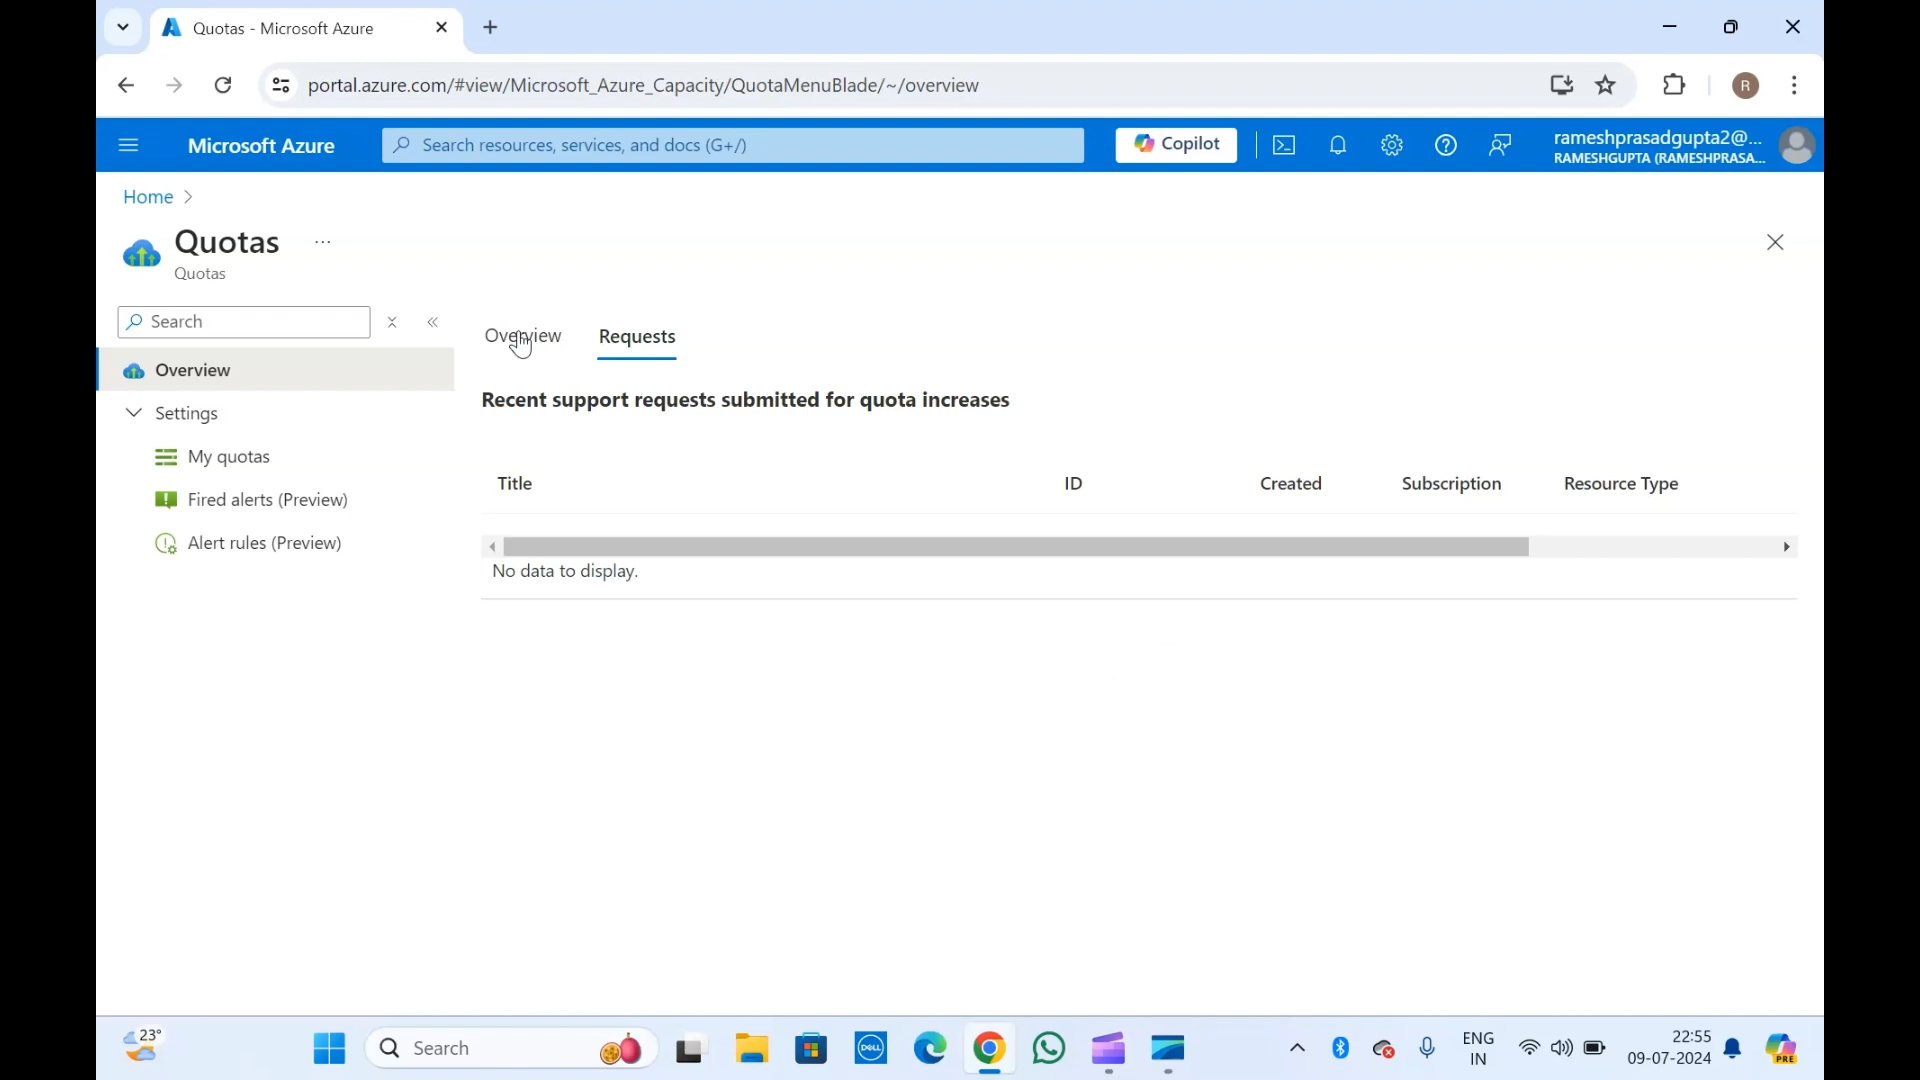 Quotas - Microsoft Azure
portal.azure.com/#view/Microsoft_Azure_Capacity/QuotaMenuBlade/~/overview
R
Microsoft Azure
Search resources, services, and docs (G+/)
Copilot
rameshprasadgupta2@...
RAMESHGUPTA (RAMESHPRASA...
Home
Quotas ...
Quotas
Search
Overview
Settings
My quotas
Fired alerts (Preview)
Alert rules (Preview)
Overview Requests
Recent support requests submitted for quota increases
Title ID Created Subscription Resource Type
No data to display.
23°
Search
DELL
ENG
IN
22:55
09-07-2024
PRE